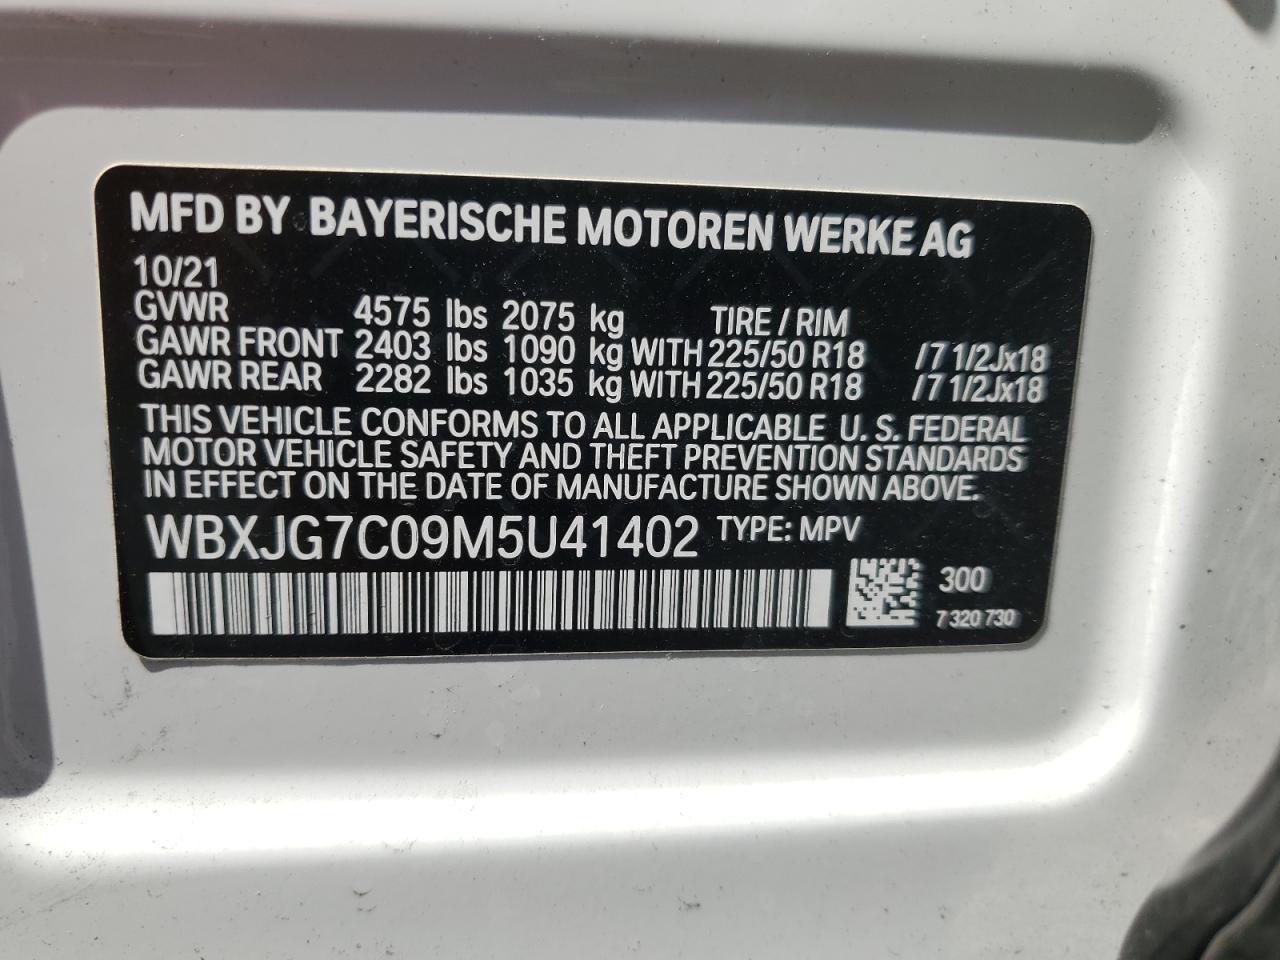 MFD BY BAYERISCHE MOTOREN WERKE AG
10/21
GVWR 4575 lbs 2075 kg TIRE / RIM
GAWR FRONT 2403 lbs 1090 kg WITH 225/50 R18 /7 1/2Jx18
GAWR REAR 2282 lbs 1035 kg WITH 225/50 R18 /7 1/2Jx18
THIS VEHICLE CONFORMS TO ALL APPLICABLE U. S. FEDERAL
MOTOR VEHICLE SAFETY AND THEFT PREVENTION STANDARDS
IN EFFECT ON THE DATE OF MANUFACTURE SHOWN ABOVE.
WBXJG7C09M5U41402 TYPE: MPV
300
7 320 730